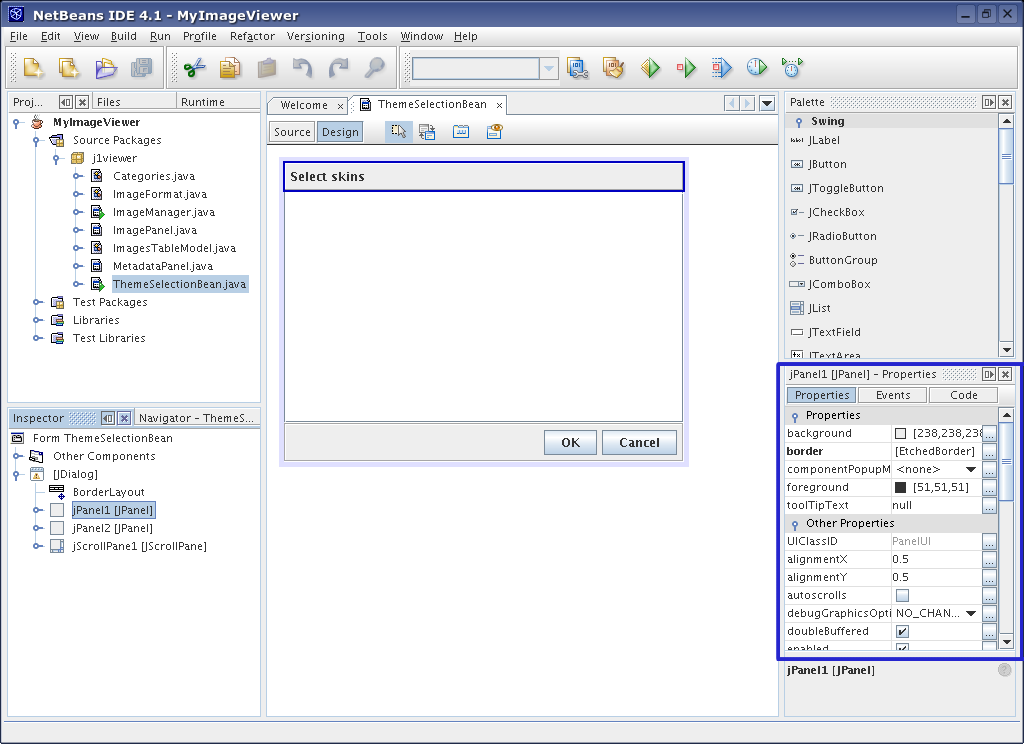 NetBeans IDE 4.1 - MyImageViewer
File Edit View Build Run Profile Refactor Versioning Tools Window Help
Proj... Files Runtime
MyImageViewer
Source Packages
j1viewer
Categories.java
ImageFormat.java
ImageManager.java
ImagePanel.java
ImagesTableModel.java
MetadataPanel.java
ThemeSelectionBean.java
Test Packages
Libraries
Test Libraries
Inspector Navigator - ThemeS...
Form ThemeSelectionBean
Other Components
[JDialog]
BorderLayout
jPanel1 [JPanel]
jPanel2 [JPanel]
jScrollPane1 [JScrollPane]
Welcome ThemeSelectionBean
Source Design
Select skins
OK Cancel
Palette
Swing
JLabel
JButton
JToggleButton
JCheckBox
JRadioButton
ButtonGroup
JComboBox
JList
JTextField
JTextArea
jPanel1 [JPanel] - Properties
Properties Events Code
Properties
background [238,238,238 ...
border [EtchedBorder] ...
componentPopupM <none> ...
foreground [51,51,51] ...
toolTipText null ...
Other Properties
UIClassID PanelUI ...
alignmentX 0.5 ...
alignmentY 0.5 ...
autoscrolls ...
debugGraphicsOpti NO_CHAN... ...
doubleBuffered ...
enabled
jPanel1 [JPanel]